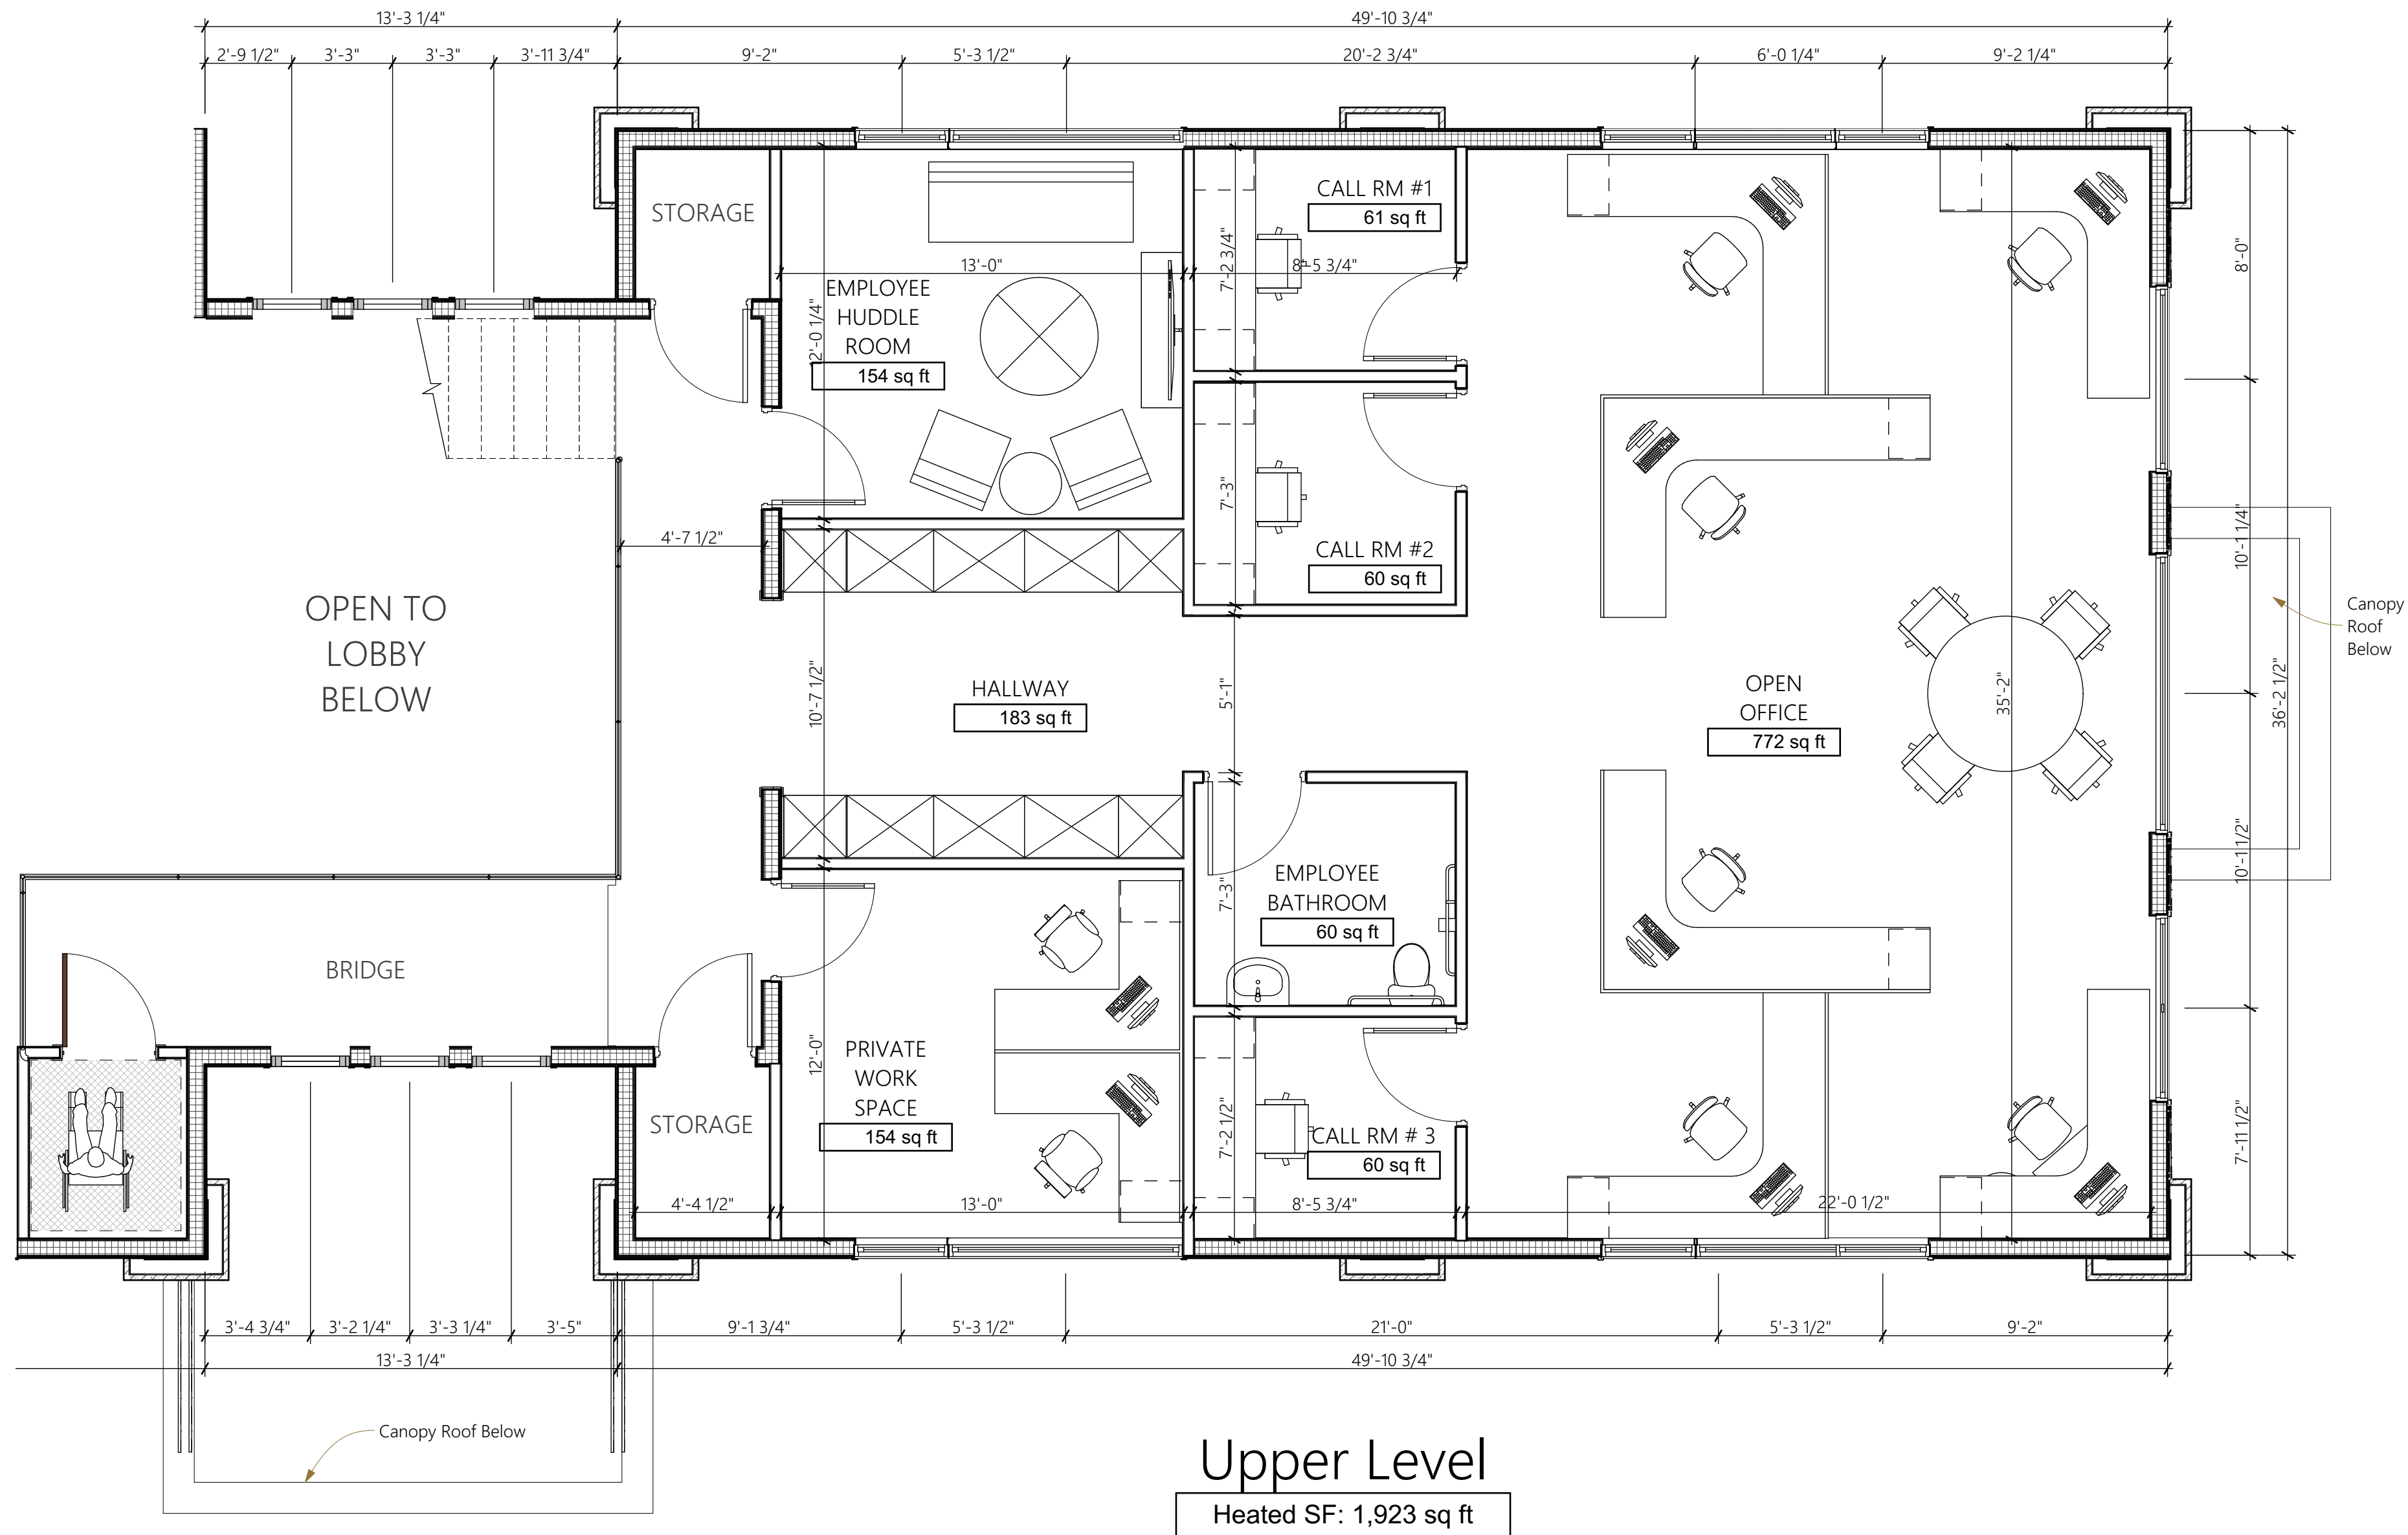 13'-3 1/4"
49'-10 3/4"
2'-9 1/2"
3'-3"
3'-3"
3'-11 3/4"
9'-2"
5'-3 1/2"
20'-2 3/4"
6'-0 1/4"
9'-2 1/4"
STORAGE
CALL RM #1
61 sq ft
8'-0"
7'-2 3/4"
13'-0"
8'-5 3/4"
EMPLOYEE
HUDDLE
ROOM
154 sq ft
2'-0 1/4"
7'-3"
4'-7 1/2"
CALL RM #2
60 sq ft
10'-1 1/4"
OPEN TO
LOBBY
BELOW
Canopy
Roof
Below
36'-2 1/2"
HALLWAY
183 sq ft
10'-7 1/2"
5'-1"
OPEN
OFFICE
772 sq ft
35'-2"
10'-1 1/2"
EMPLOYEE
BATHROOM
60 sq ft
7'-3"
BRIDGE
PRIVATE
WORK
SPACE
154 sq ft
12'-0"
STORAGE
7'-2 1/2"
CALL RM # 3
60 sq ft
7'-11 1/2"
4'-4 1/2"
13'-0"
8'-5 3/4"
22'-0 1/2"
3'-4 3/4"
3'-2 1/4"
3'-3 1/4"
3'-5"
9'-1 3/4"
5'-3 1/2"
21'-0"
5'-3 1/2"
9'-2"
13'-3 1/4"
49'-10 3/4"
Canopy Roof Below
Upper Level
Heated SF: 1,923 sq ft